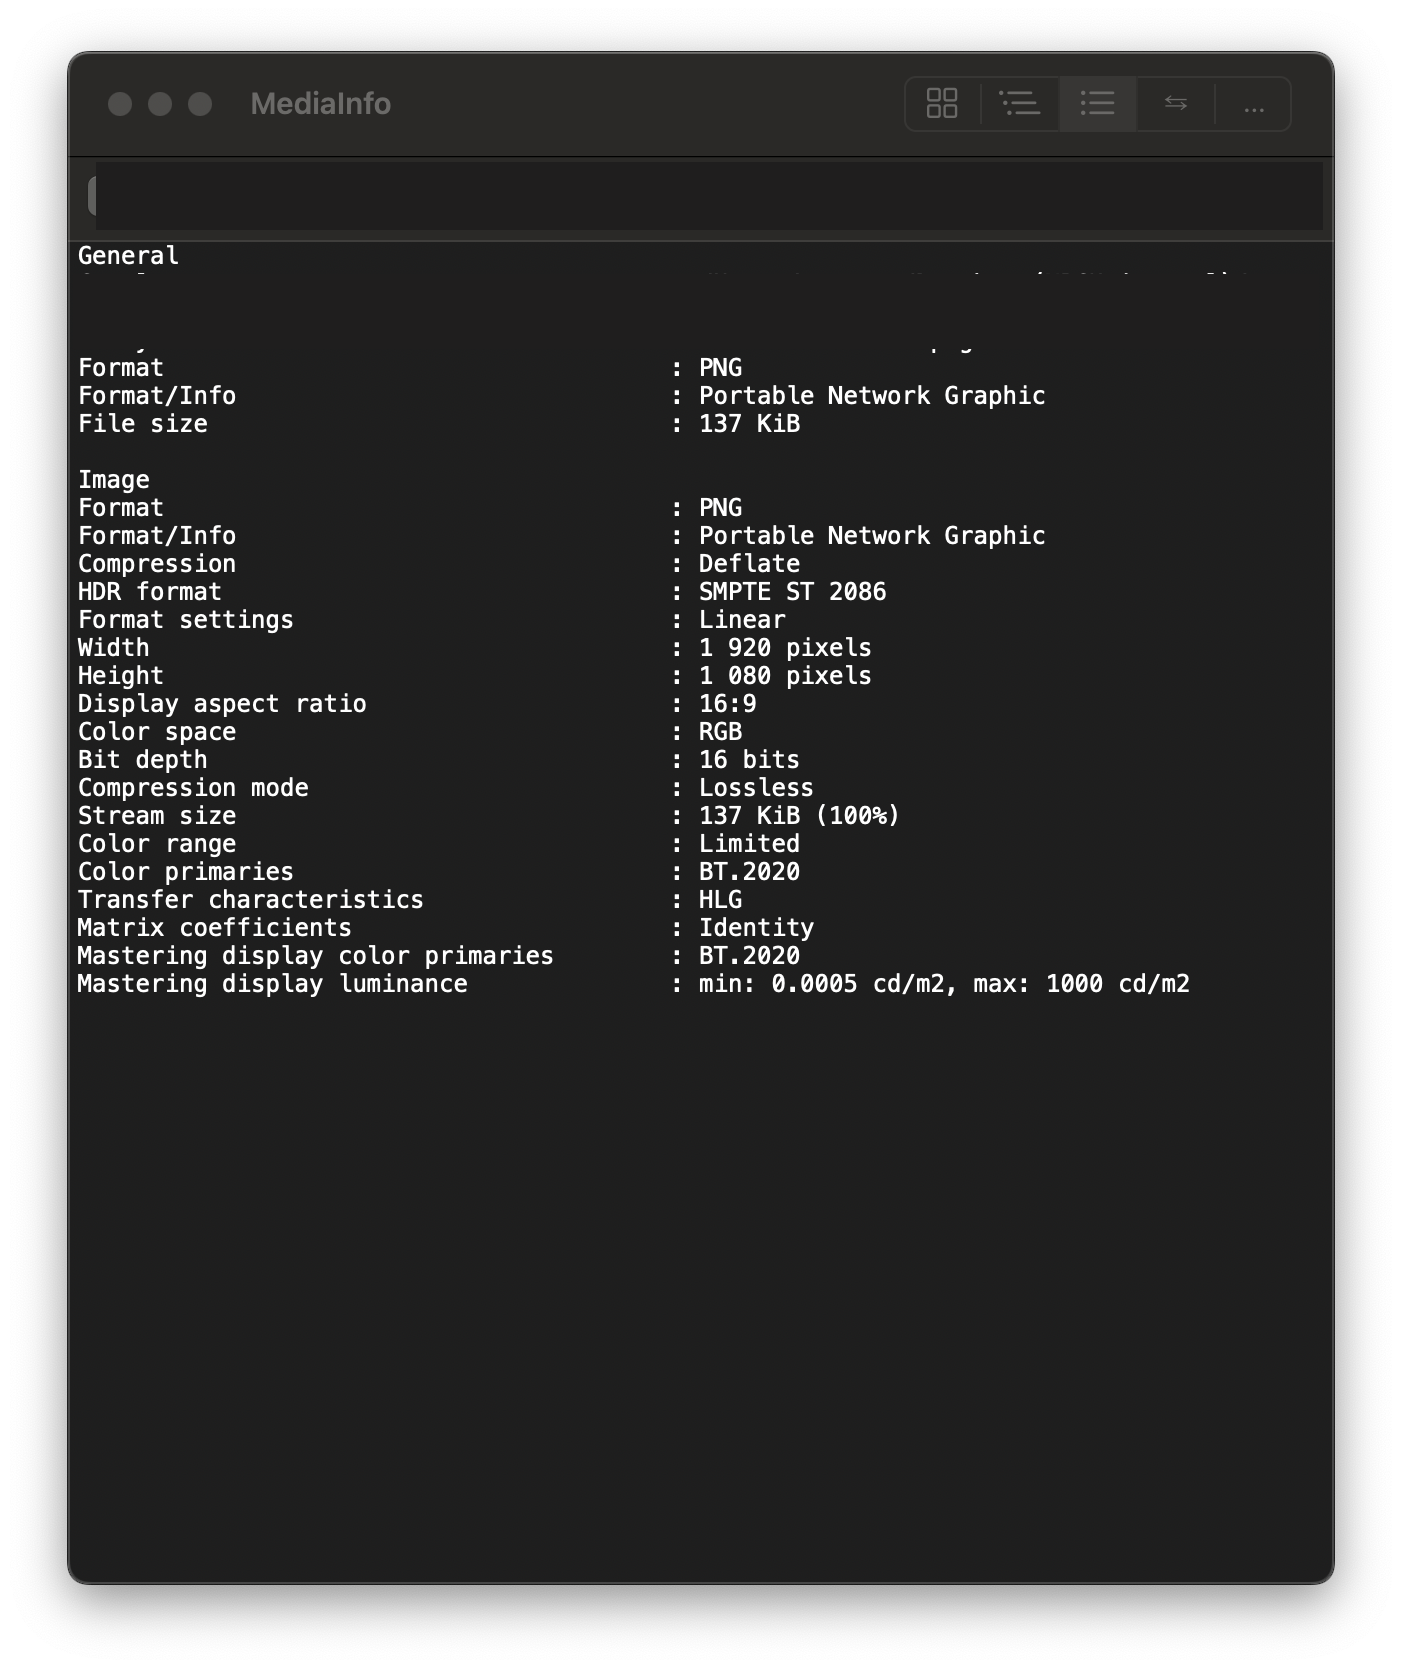 MediaInfo
General
Format : PNG
Format/Info : Portable Network Graphic
File size : 137 KiB
Image
Format : PNG
Format/Info : Portable Network Graphic
Compression : Deflate
HDR format : SMPTE ST 2086
Format settings : Linear
Width : 1 920 pixels
Height : 1 080 pixels
Display aspect ratio : 16:9
Color space : RGB
Bit depth : 16 bits
Compression mode : Lossless
Stream size : 137 KiB (100%)
Color range : Limited
Color primaries : BT.2020
Transfer characteristics : HLG
Matrix coefficients : Identity
Mastering display color primaries : BT.2020
Mastering display luminance : min: 0.0005 cd/m2, max: 1000 cd/m2